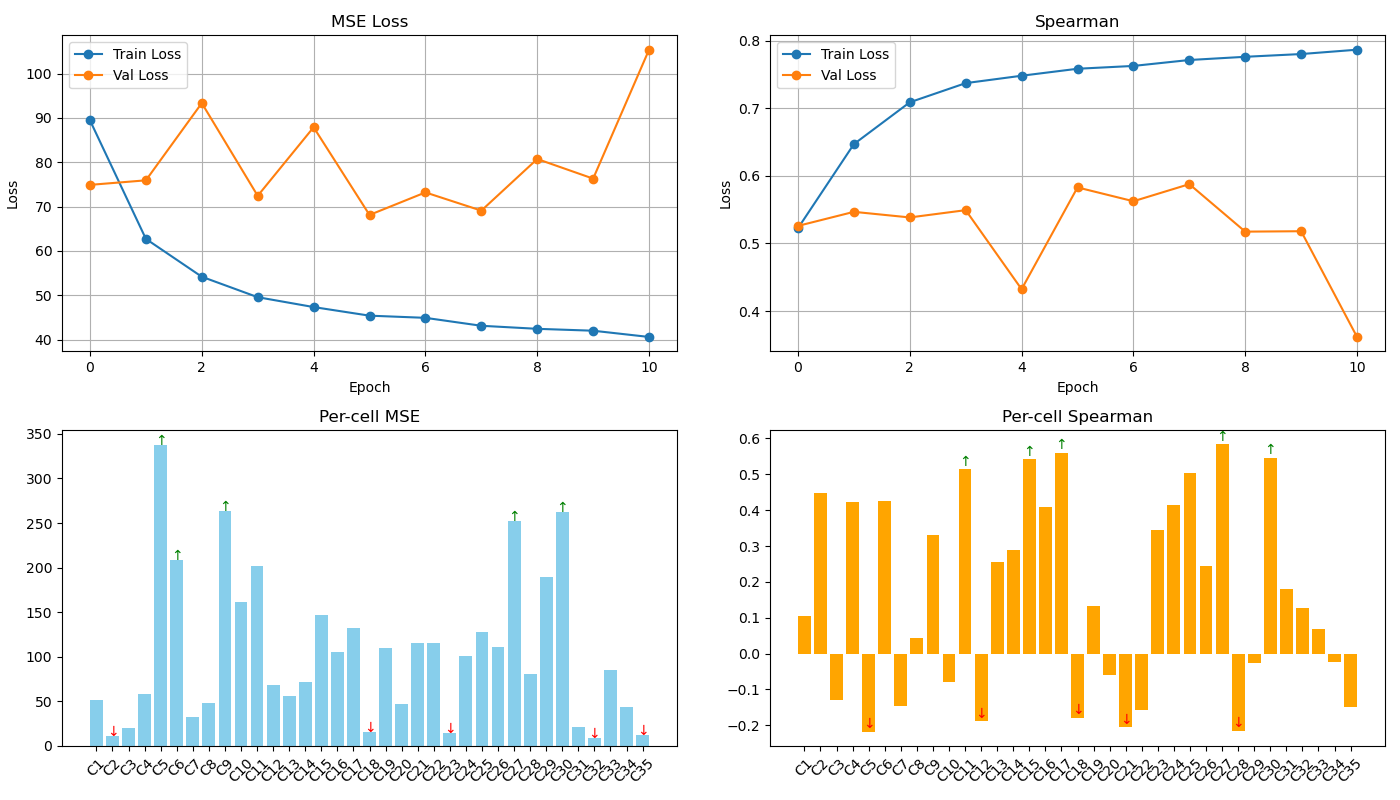 MSE Loss
Train Loss
Val Loss
Loss
100
90
80
70
60
50
40
0 2 4 6 8 10
Epoch
Spearman
Train Loss
Val Loss
Loss
0.8
0.7
0.6
0.5
0.4
0 2 4 6 8 10
Epoch
Per-cell MSE
350
300
250
200
150
100
50
0
↑ ↑ ↑ ↑ ↑
↓ ↓ ↓ ↓ ↓
C1 C2 C3 C4 C5 C6 C7 C8 C9 C10 C11 C12 C13 C14 C15 C16 C17 C18 C19 C20 C21 C22 C23 C24 C25 C26 C27 C28 C29 C30 C31 C32 C33 C34 C35
Per-cell Spearman
0.6
0.5
0.4
0.3
0.2
0.1
0.0
−0.1
−0.2
↑ ↑ ↑ ↑ ↑
↓ ↓ ↓ ↓ ↓
C1 C2 C3 C4 C5 C6 C7 C8 C9 C10 C11 C12 C13 C14 C15 C16 C17 C18 C19 C20 C21 C22 C23 C24 C25 C26 C27 C28 C29 C30 C31 C32 C33 C34 C35